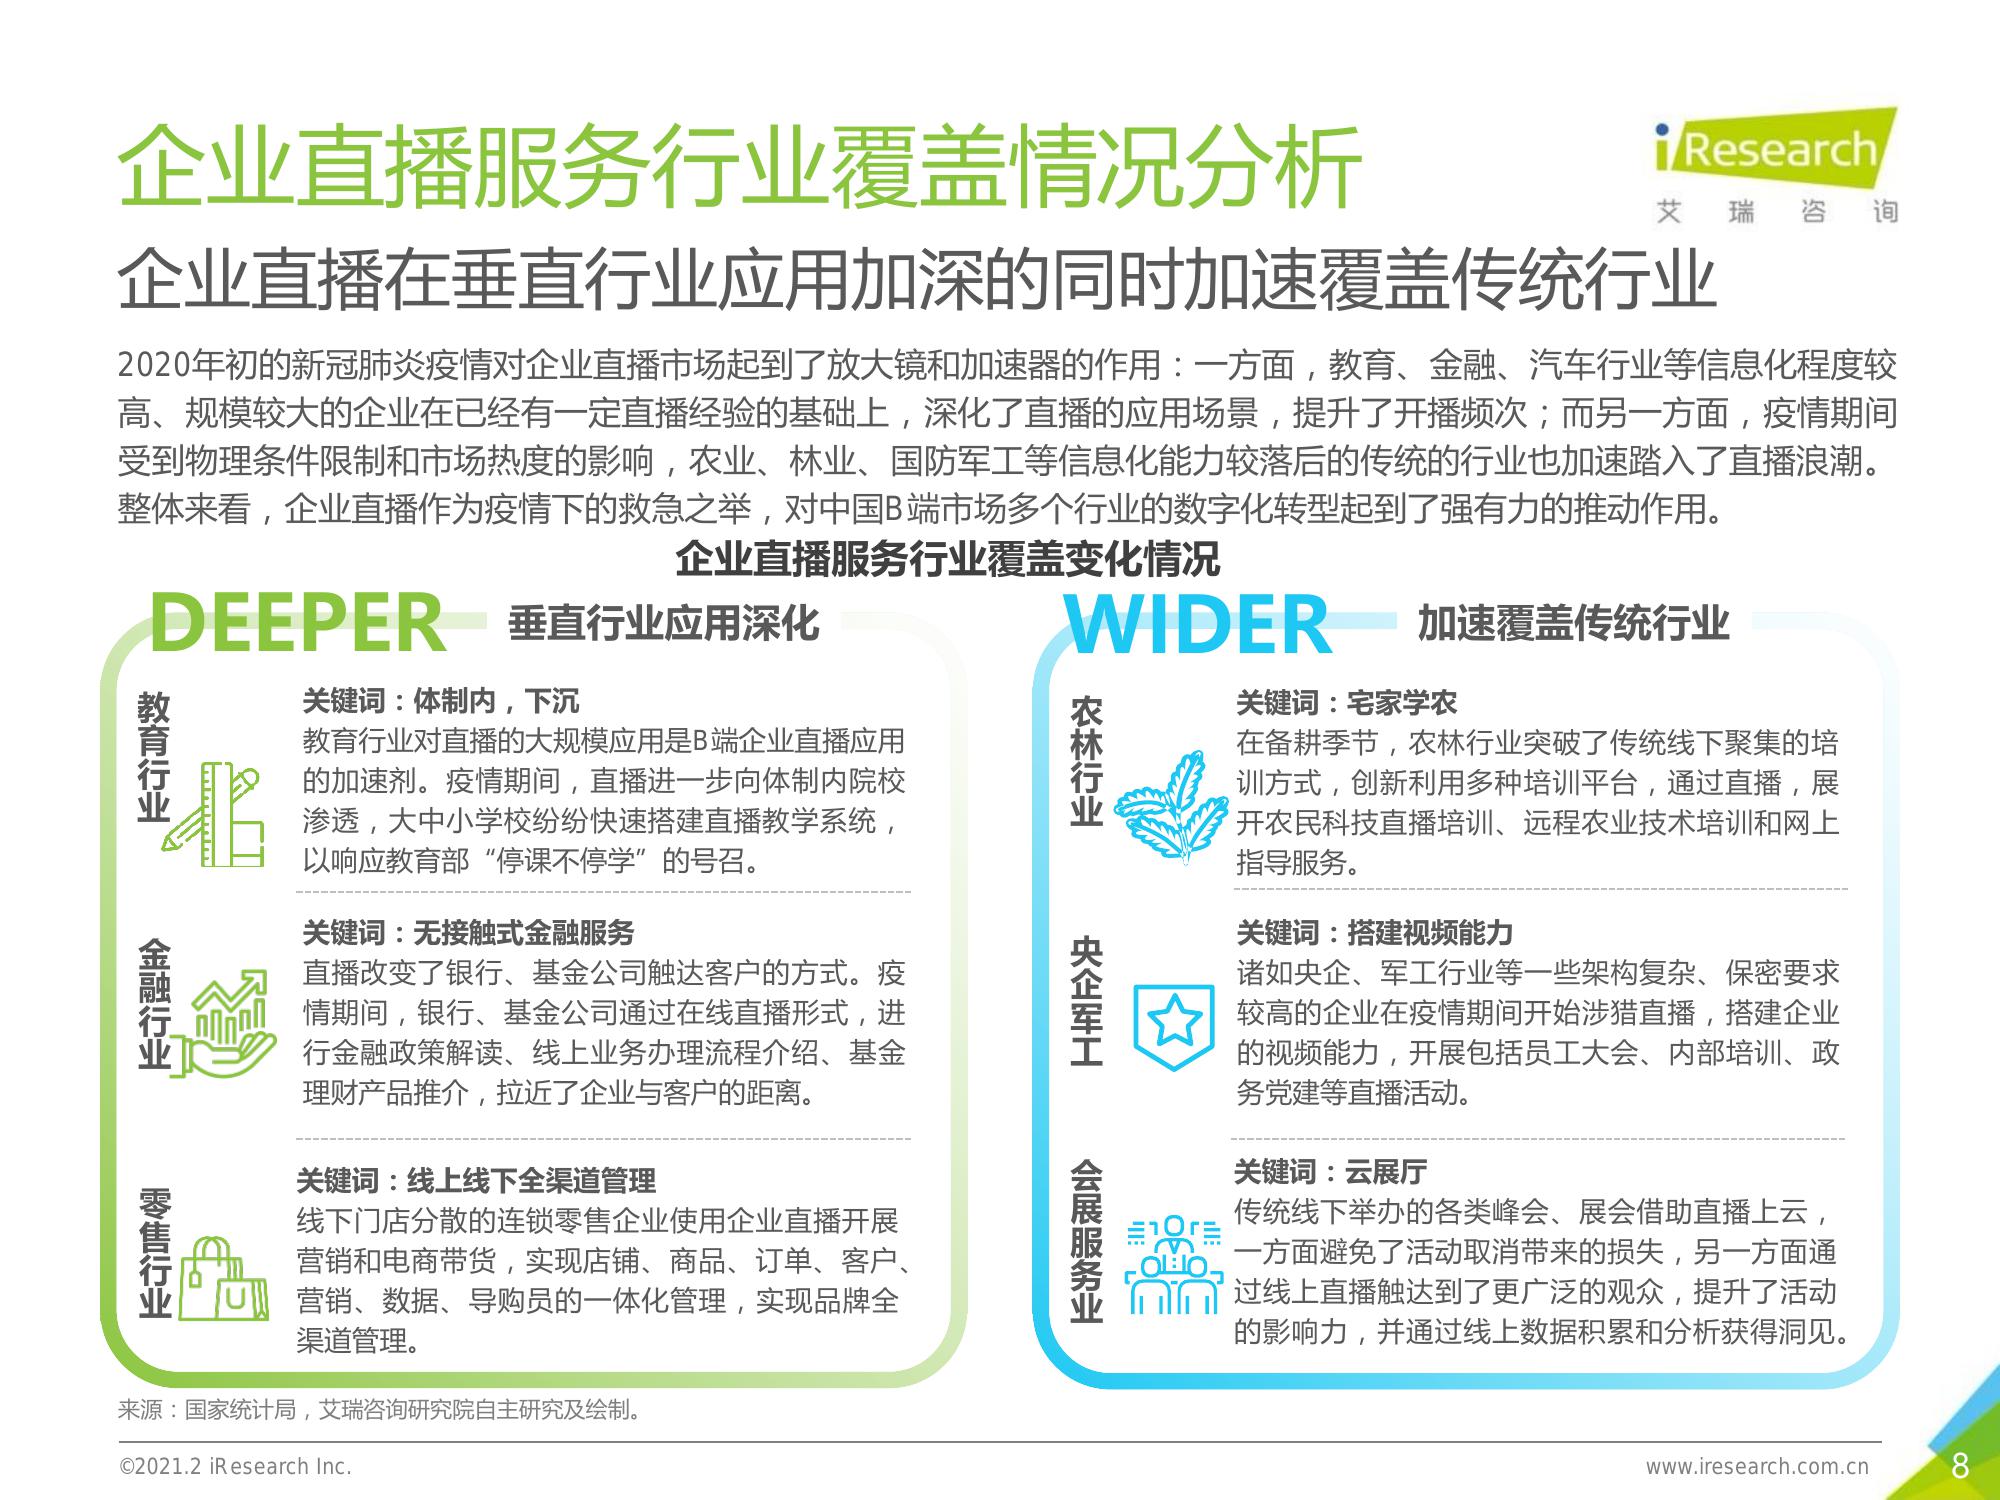 企业直播服务行业覆盖情况分析
iResearch
艾瑞咨询
企业直播在垂直行业应用加深的同时加速覆盖传统行业
2020年初的新冠肺炎疫情对企业直播市场起到了放大镜和加速器的作用：一方面，教育、金融、汽车行业等信息化程度较
高、规模较大的企业在已经有一定直播经验的基础上，深化了直播的应用场景，提升了开播频次；而另一方面，疫情期间
受到物理条件限制和市场热度的影响，农业、林业、国防军工等信息化能力较落后的传统的行业也加速踏入了直播浪潮。
整体来看，企业直播作为疫情下的救急之举，对中国B端市场多个行业的数字化转型起到了强有力的推动作用。
企业直播服务行业覆盖变化情况
DEEPER 垂直行业应用深化
教育行业
关键词：体制内，下沉
教育行业对直播的大规模应用是B端企业直播应用
的加速剂。疫情期间，直播进一步向体制内院校
渗透，大中小学校纷纷快速搭建直播教学系统，
以响应教育部“停课不停学”的号召。
金融行业
关键词：无接触式金融服务
直播改变了银行、基金公司触达客户的方式。疫
情期间，银行、基金公司通过在线直播形式，进
行金融政策解读、线上业务办理流程介绍、基金
理财产品推介，拉近了企业与客户的距离。
零售行业
关键词：线上线下全渠道管理
线下门店分散的连锁零售企业使用企业直播开展
营销和电商带货，实现店铺、商品、订单、客户、
营销、数据、导购员的一体化管理，实现品牌全
渠道管理。
WIDER 加速覆盖传统行业
农林行业
关键词：宅家学农
在备耕季节，农林行业突破了传统线下聚集的培
训方式，创新利用多种培训平台，通过直播，展
开农民科技直播培训、远程农业技术培训和网上
指导服务。
央企军工
关键词：搭建视频能力
诸如央企、军工行业等一些架构复杂、保密要求
较高的企业在疫情期间开始涉猎直播，搭建企业
的视频能力，开展包括员工大会、内部培训、政
务党建等直播活动。
会展服务业
关键词：云展厅
传统线下举办的各类峰会、展会借助直播上云，
一方面避免了活动取消带来的损失，另一方面通
过线上直播触达到了更广泛的观众，提升了活动
的影响力，并通过线上数据积累和分析获得洞见。
来源：国家统计局，艾瑞咨询研究院自主研究及绘制。
©2021.2 iResearch Inc.
www.iresearch.com.cn
8